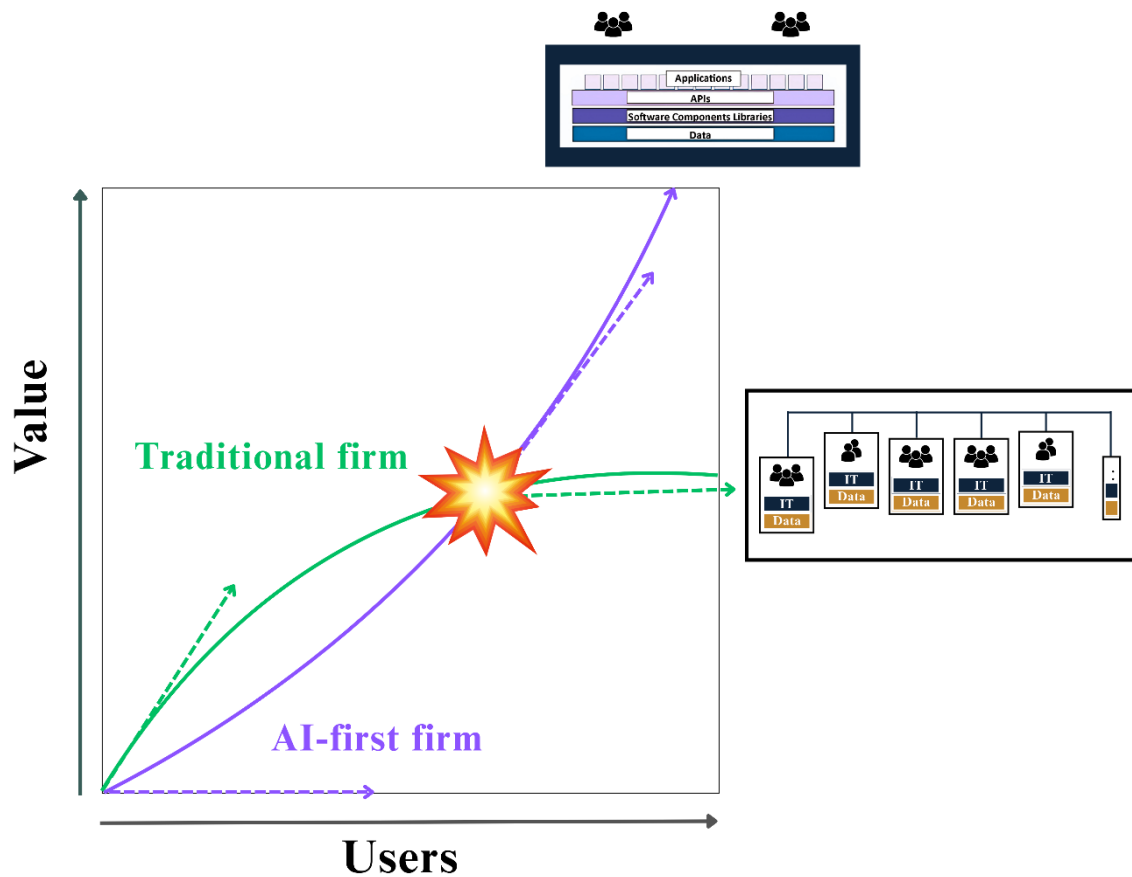 Applications
APIs
Software Components Libraries
Data
Value
Traditional firm
AI-first firm
Users
IT
Data
IT
Data
IT
Data
IT
Data
IT
Data